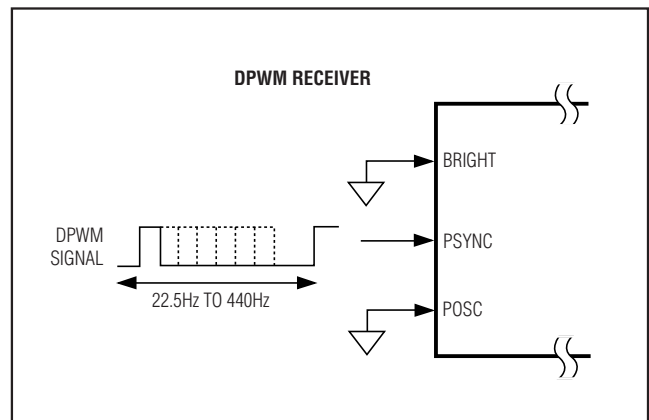 DPWM RECEIVER
BRIGHT
DPWM
SIGNAL
PSYNC
22.5Hz TO 440Hz
POSC